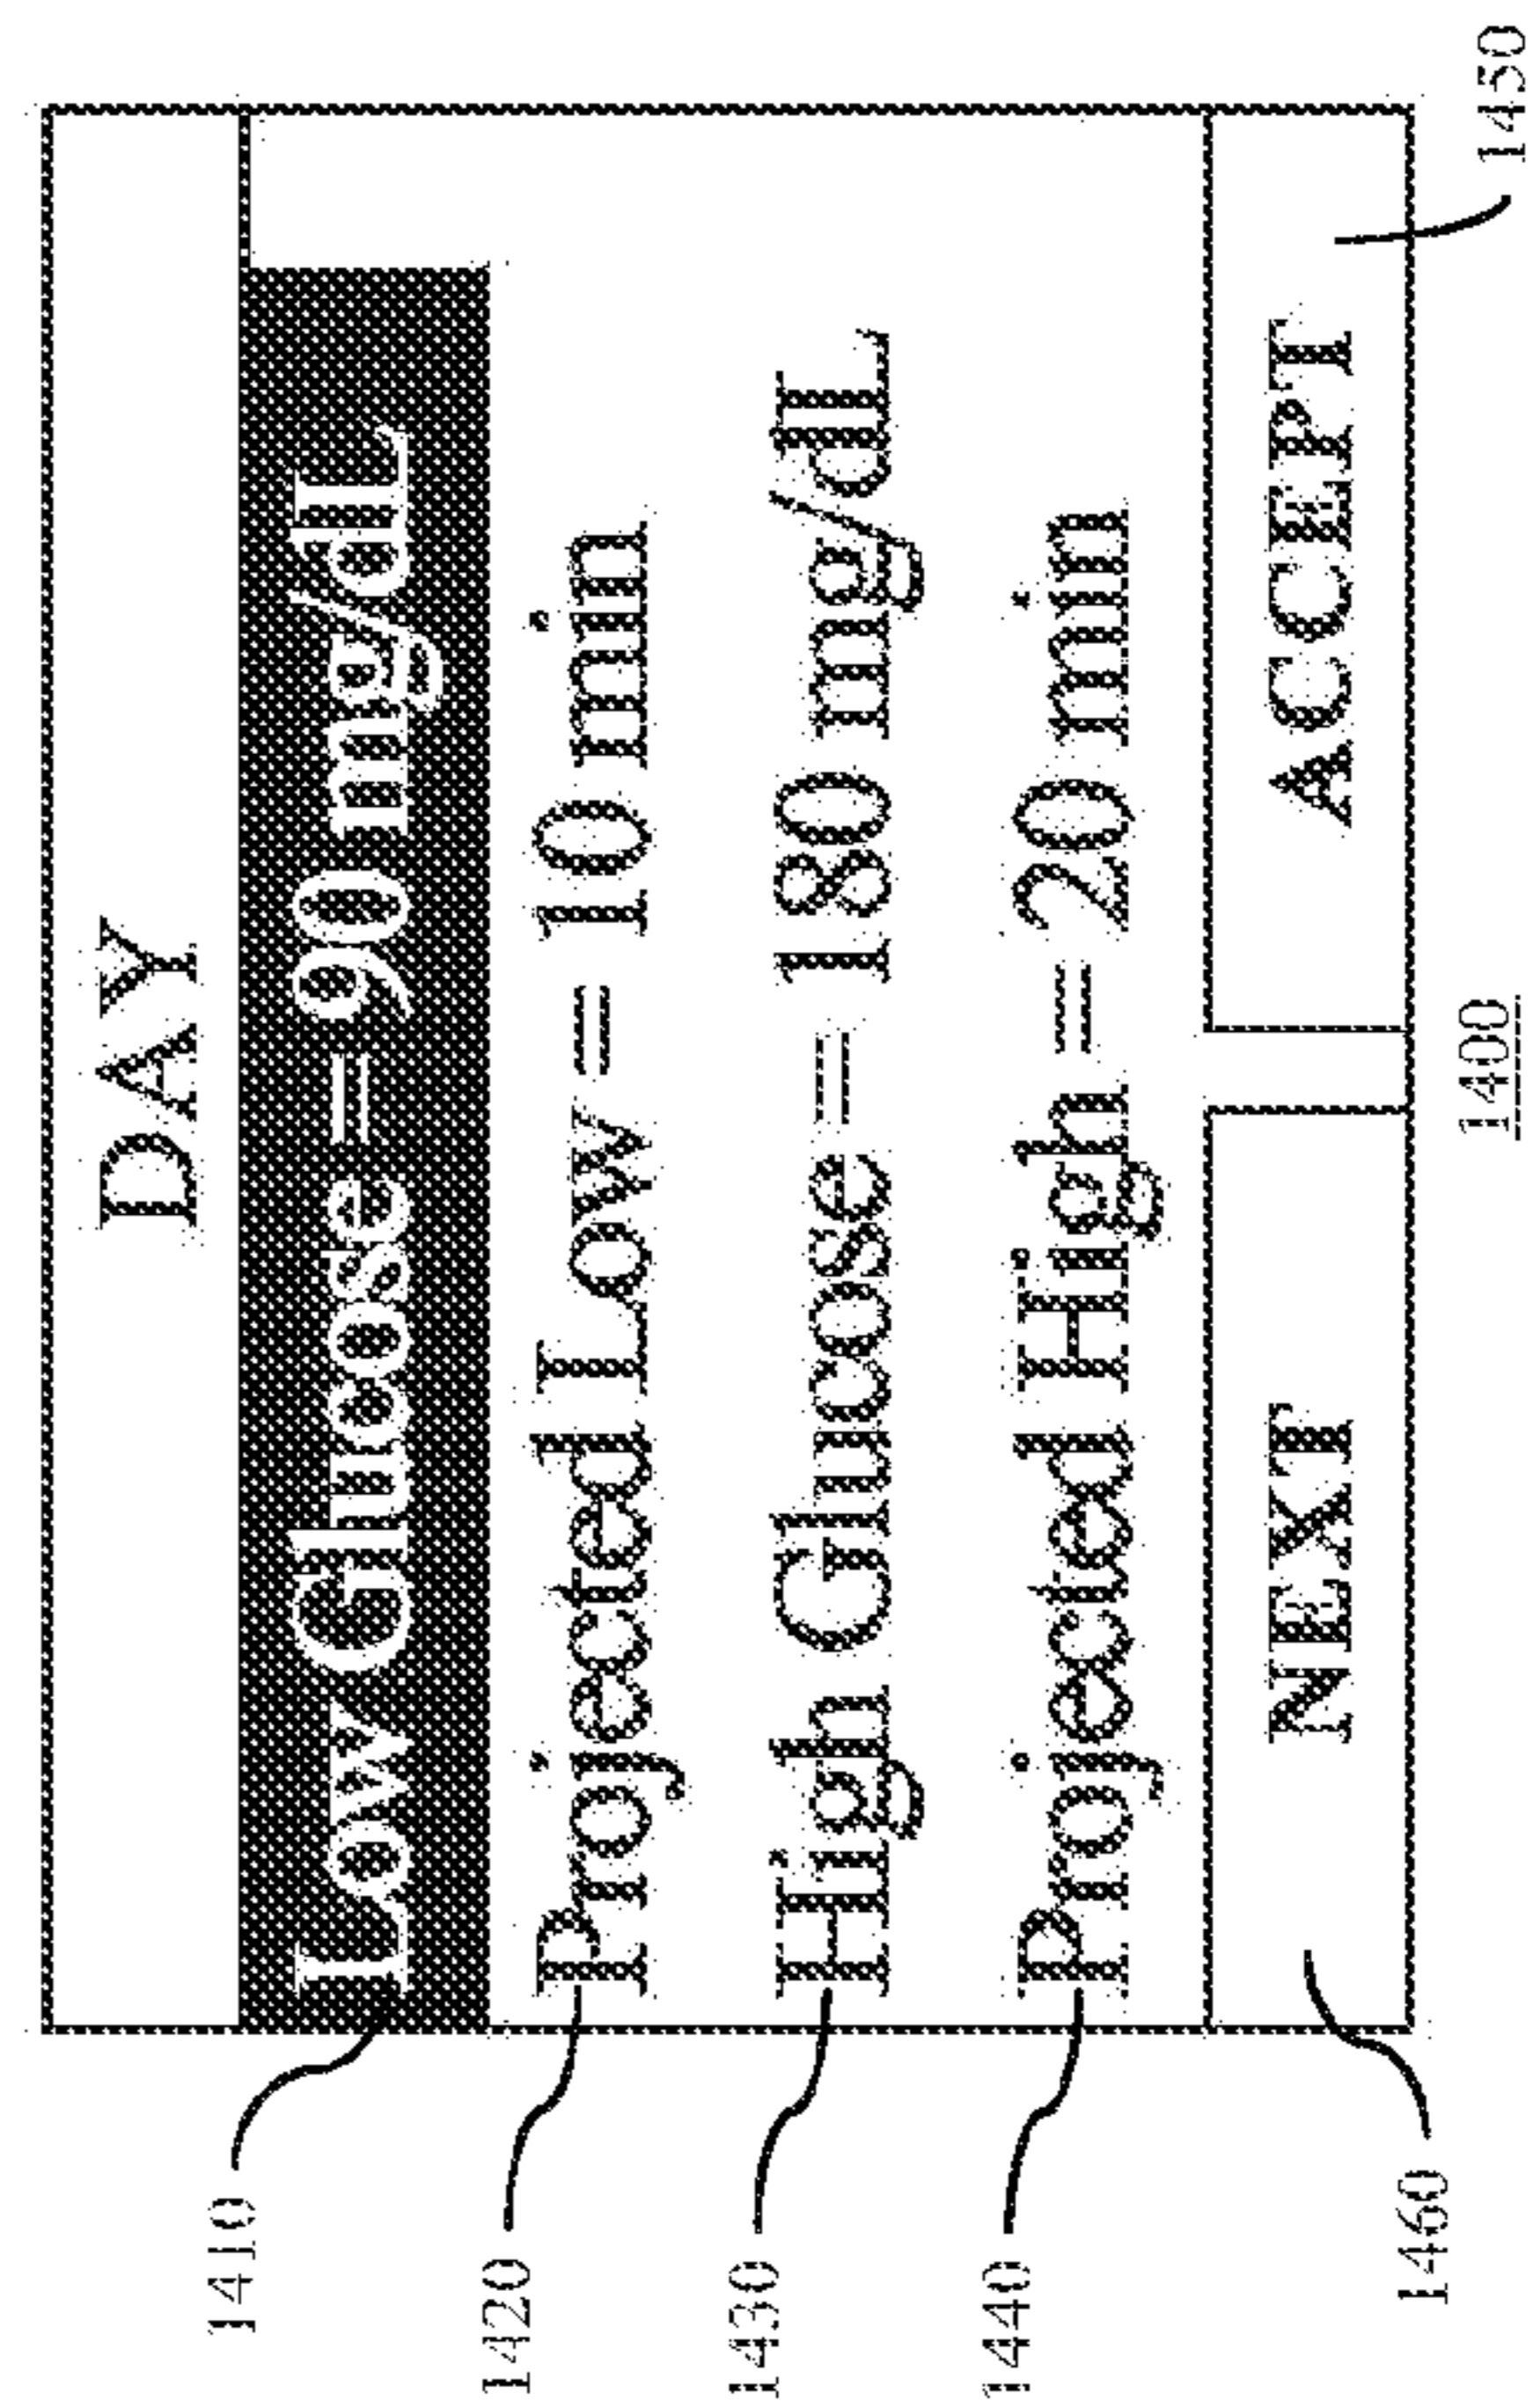 DAY
1410 Low Glucose = 90 mg/dL
1420 Projected Low = 10 min
1430 High Glucose = 180 mg/dL
1440 Projected High = 20 min
1460 NEXT ACCEPT 1450
1400